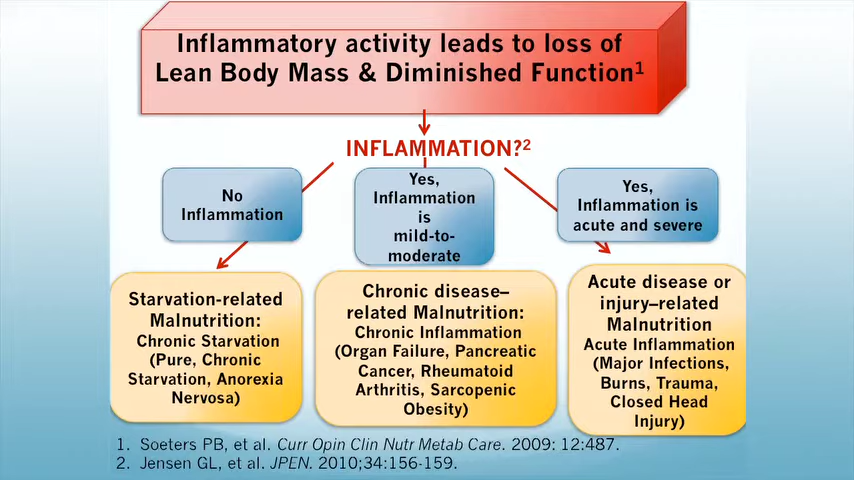 Inflammatory activity leads to loss of
Lean Body Mass & Diminished Function1
INFLAMMATION?2
No
Inflammation
Yes,
Inflammation
is
mild-to-
moderate
Yes,
Inflammation is
acute and severe
Starvation-related
Malnutrition:
Chronic Starvation
(Pure, Chronic
Starvation, Anorexia
Nervosa)
Chronic disease–
related Malnutrition:
Chronic Inflammation
(Organ Failure, Pancreatic
Cancer, Rheumatoid
Arthritis, Sarcopenic
Obesity)
Acute disease or
injury–related
Malnutrition
Acute Inflammation
(Major Infections,
Burns, Trauma,
Closed Head
Injury)
1. Soeters PB, et al. Curr Opin Clin Nutr Metab Care. 2009: 12:487.
2. Jensen GL, et al. JPEN. 2010;34:156-159.